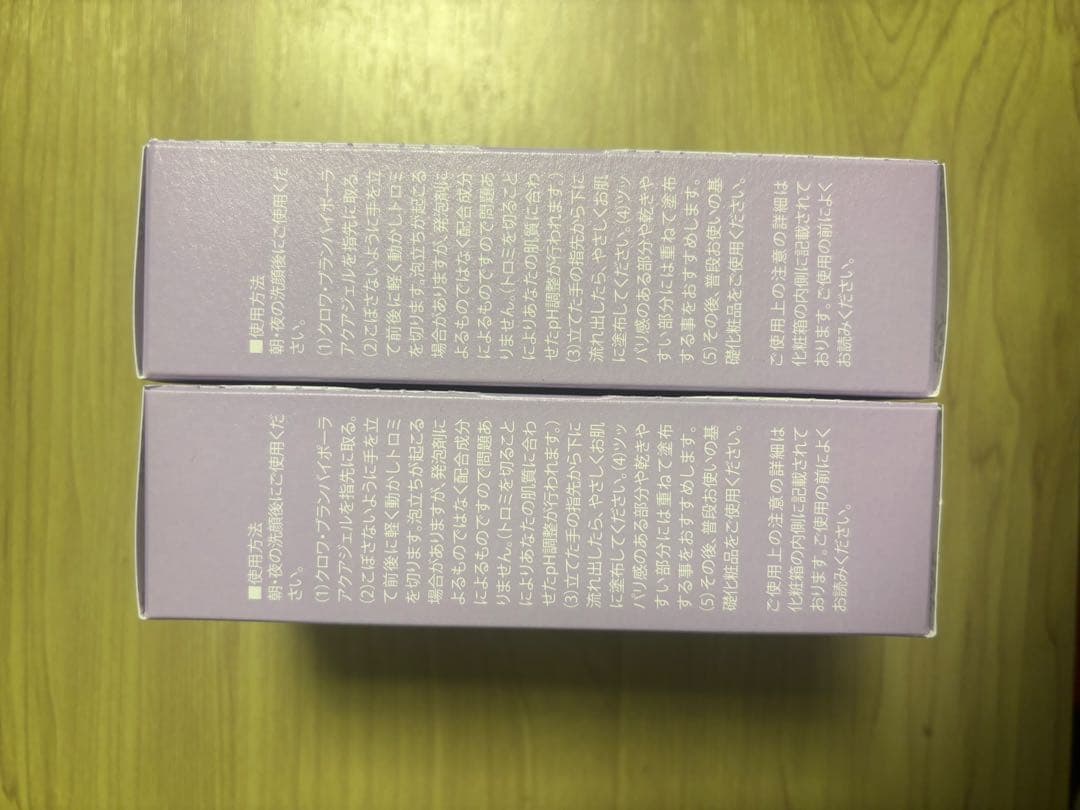 ■使用方法
朝・夜の洗顔後にご使用くだ
さい。
(1)クロワ・ブランバイポーラ
アクアジェルを指先に取る。
(2)こぼさないように手を立
て前後に軽く動かしトロミ
を切ります。泡立ちが起こる
場合がありますが、発泡剤に
よるものではなく配合成分
によるものですので問題あ
りません。(トロミを切ること
によりあなたの肌質に合わ
せたpH調整が行われます。)
(3)立てた手の指先から下に
流れ出したら、やさしくお肌
に塗布してください。(4)ツッ
パリ感のある部分や乾きや
すい部分には重ねて塗布
する事をおすすめします。
(5)その後、普段お使いの基
礎化粧品をご使用ください。
ご使用上の注意の詳細は
化粧箱の内側に記載されて
おります。ご使用の前によく
お読みください。
■使用方法
朝・夜の洗顔後にご使用くだ
さい。
(1)クロワ・ブランバイポーラ
アクアジェルを指先に取る。
(2)こぼさないように手を立
て前後に軽く動かしトロミ
を切ります。泡立ちが起こる
場合がありますが、発泡剤に
よるものではなく配合成分
によるものですので問題あ
りません。(トロミを切ること
によりあなたの肌質に合わ
せたpH調整が行われます。)
(3)立てた手の指先から下に
流れ出したら、やさしくお肌
に塗布してください。(4)ツッ
パリ感のある部分や乾きや
すい部分には重ねて塗布
する事をおすすめします。
(5)その後、普段お使いの基
礎化粧品をご使用ください。
ご使用上の注意の詳細は
化粧箱の内側に記載されて
おります。ご使用の前によく
お読みください。